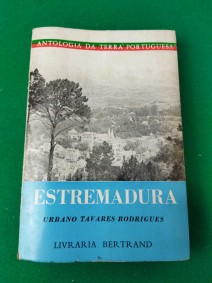 ANTOLOGIA DA TERRA PORTUGUESA
ESTREMADURA
URBANO TAVARES RODRIGUES
LIVRARIA BERTRAND